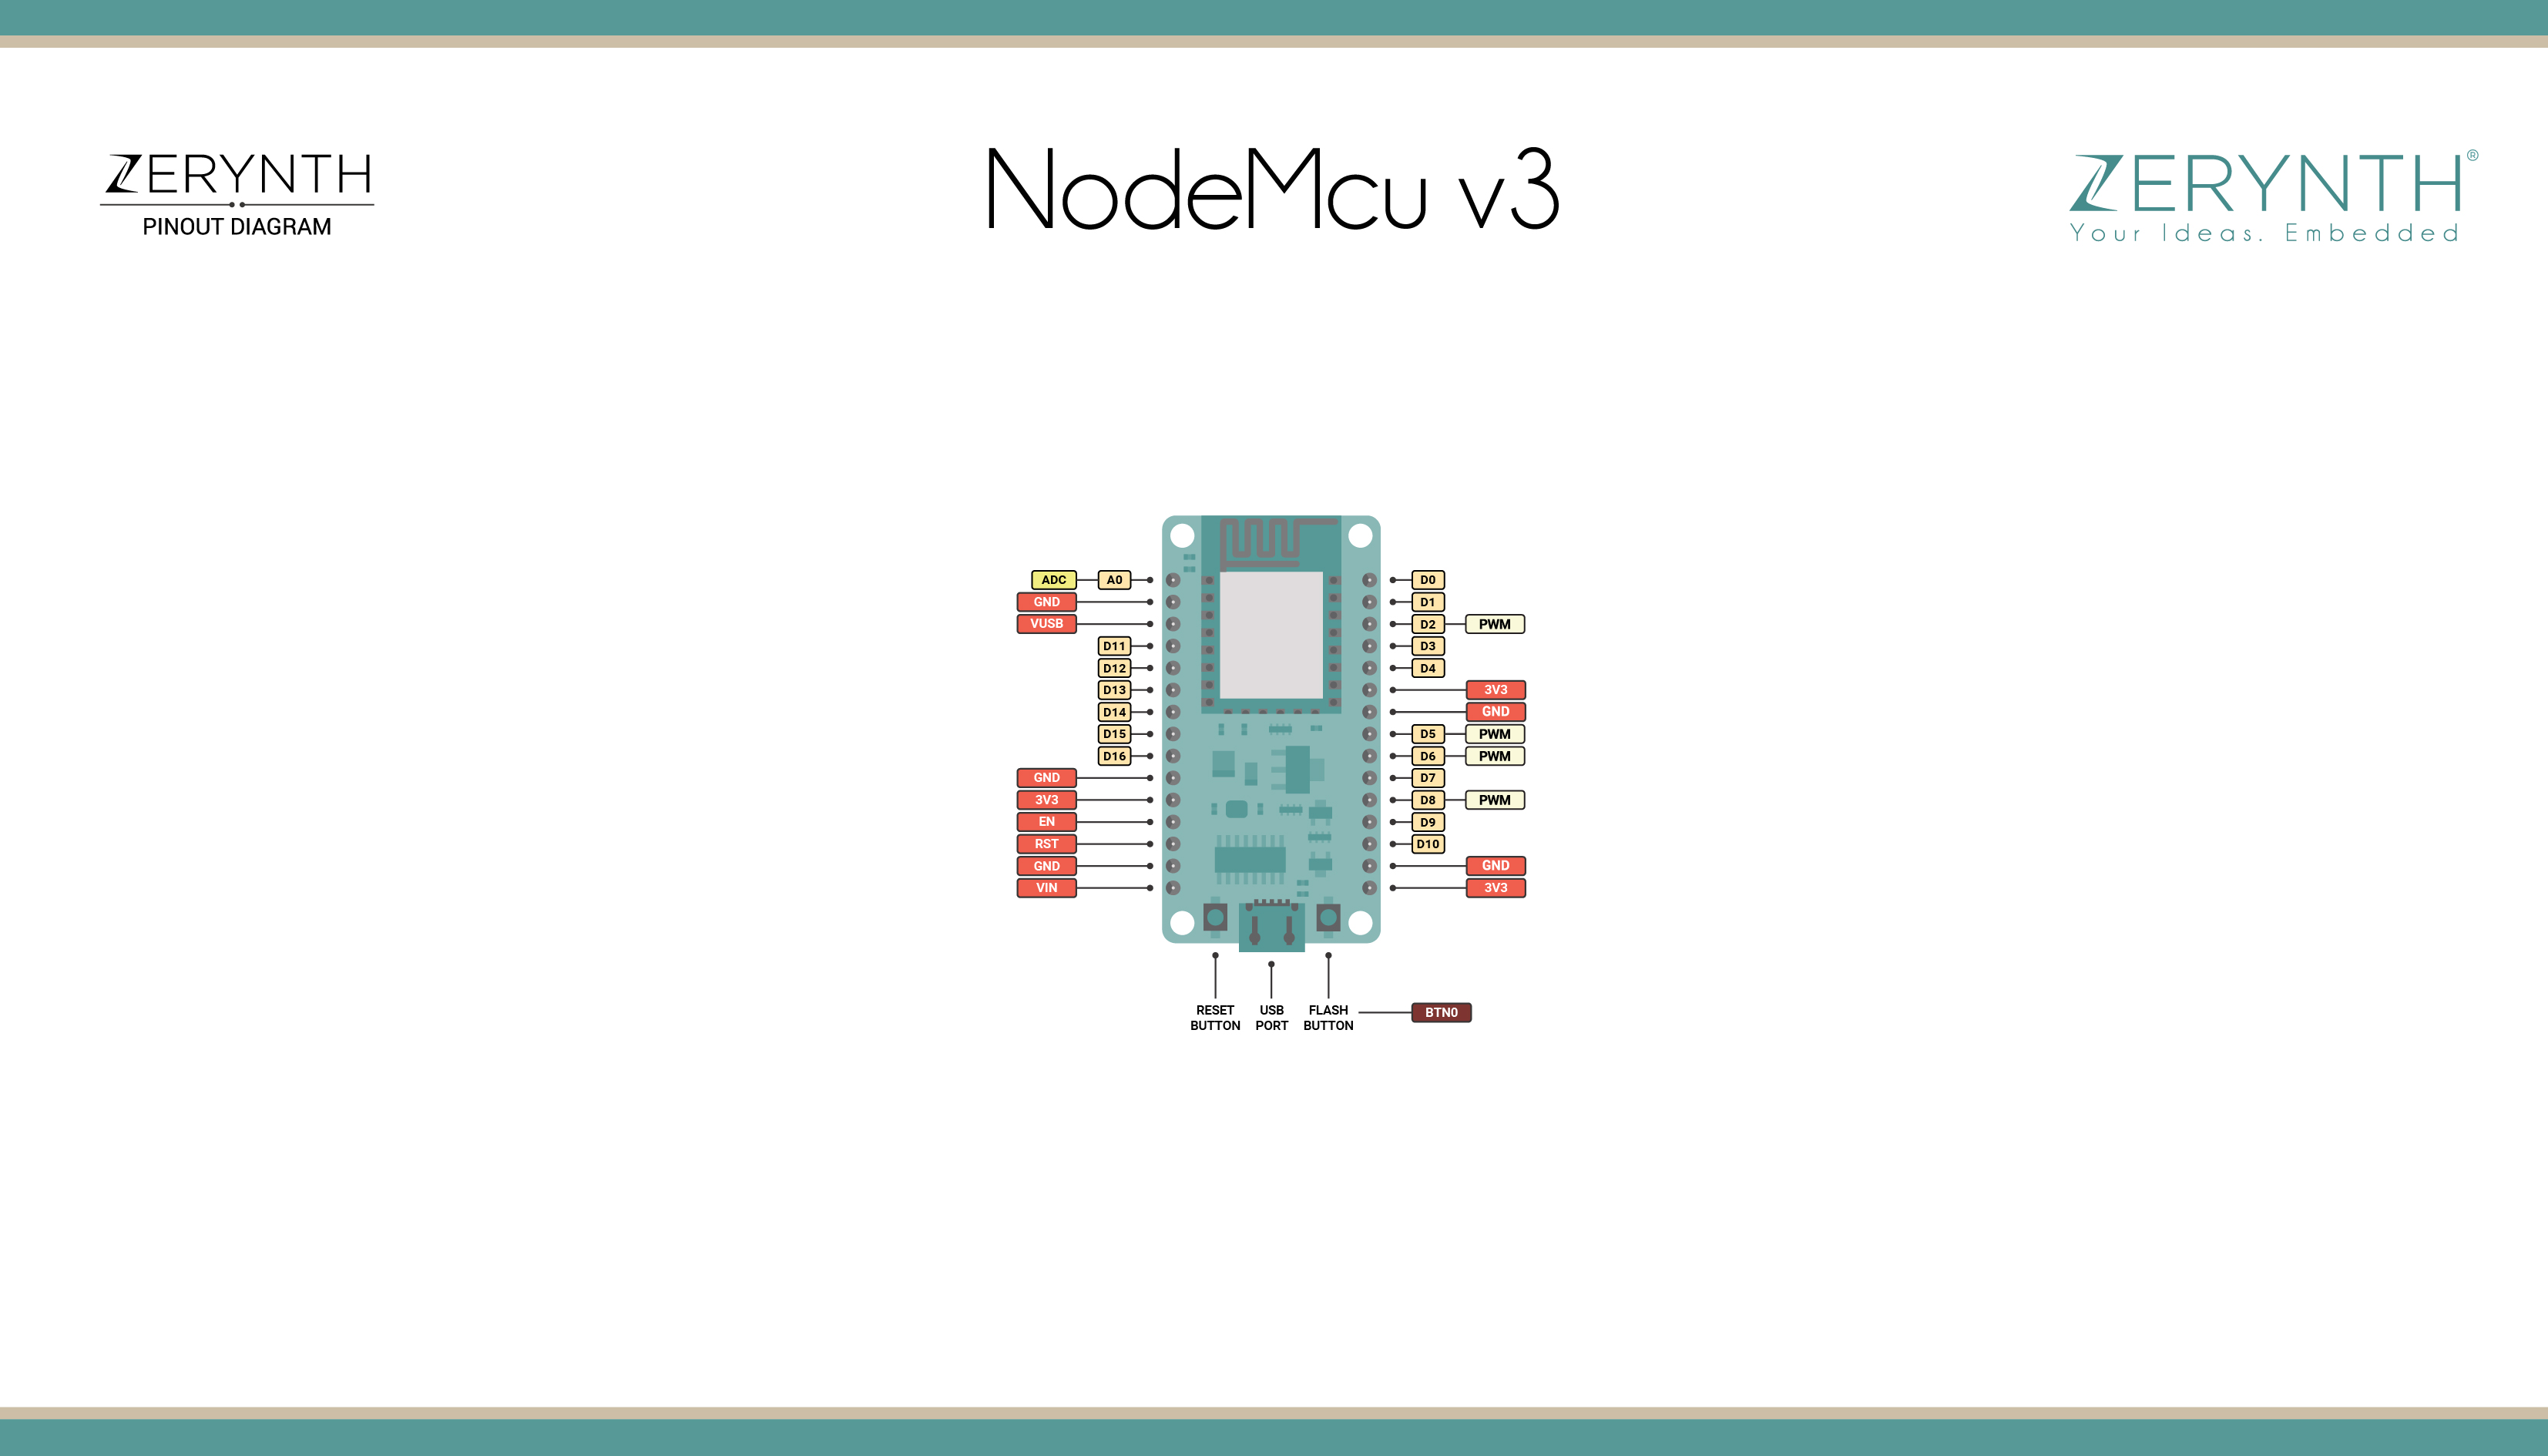 ZERYNTH
PINOUT DIAGRAM
NodeMcu v3
ZERYNTH®
Your Ideas. Embedded
ADC A0
GND
VUSB
D11
D12
D13
D14
D15
D16
GND
3V3
EN
RST
GND
VIN
D0
D1
D2 PWM
D3
D4
3V3
GND
D5 PWM
D6 PWM
D7
D8 PWM
D9
D10
GND
3V3
RESET
BUTTON
USB
PORT
FLASH
BUTTON
BTN0